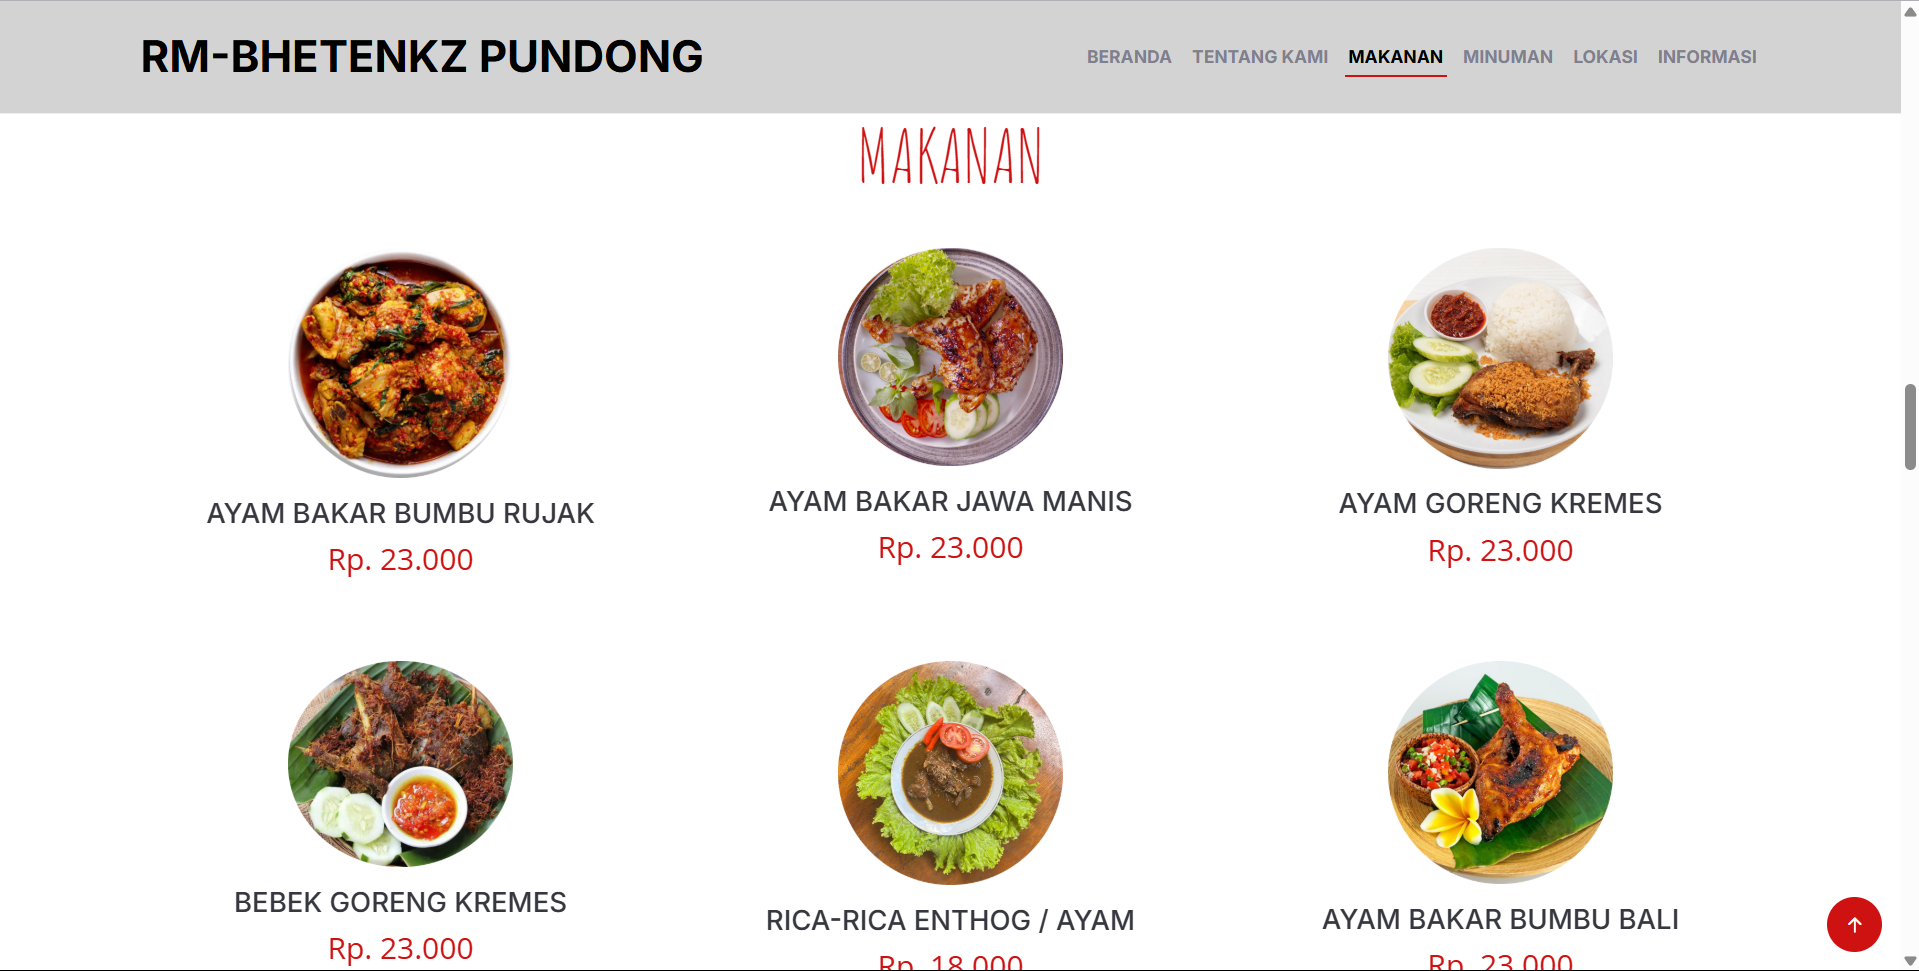 RM-BHETENKZ PUNDONG
BERANDA TENTANG KAMI MAKANAN MINUMAN LOKASI INFORMASI
MAKANAN
AYAM BAKAR BUMBU RUJAK
Rp. 23.000
AYAM BAKAR JAWA MANIS
Rp. 23.000
AYAM GORENG KREMES
Rp. 23.000
BEBEK GORENG KREMES
Rp. 23.000
RICA-RICA ENTHOG / AYAM
Rp. 18.000
AYAM BAKAR BUMBU BALI
Rp. 23.000